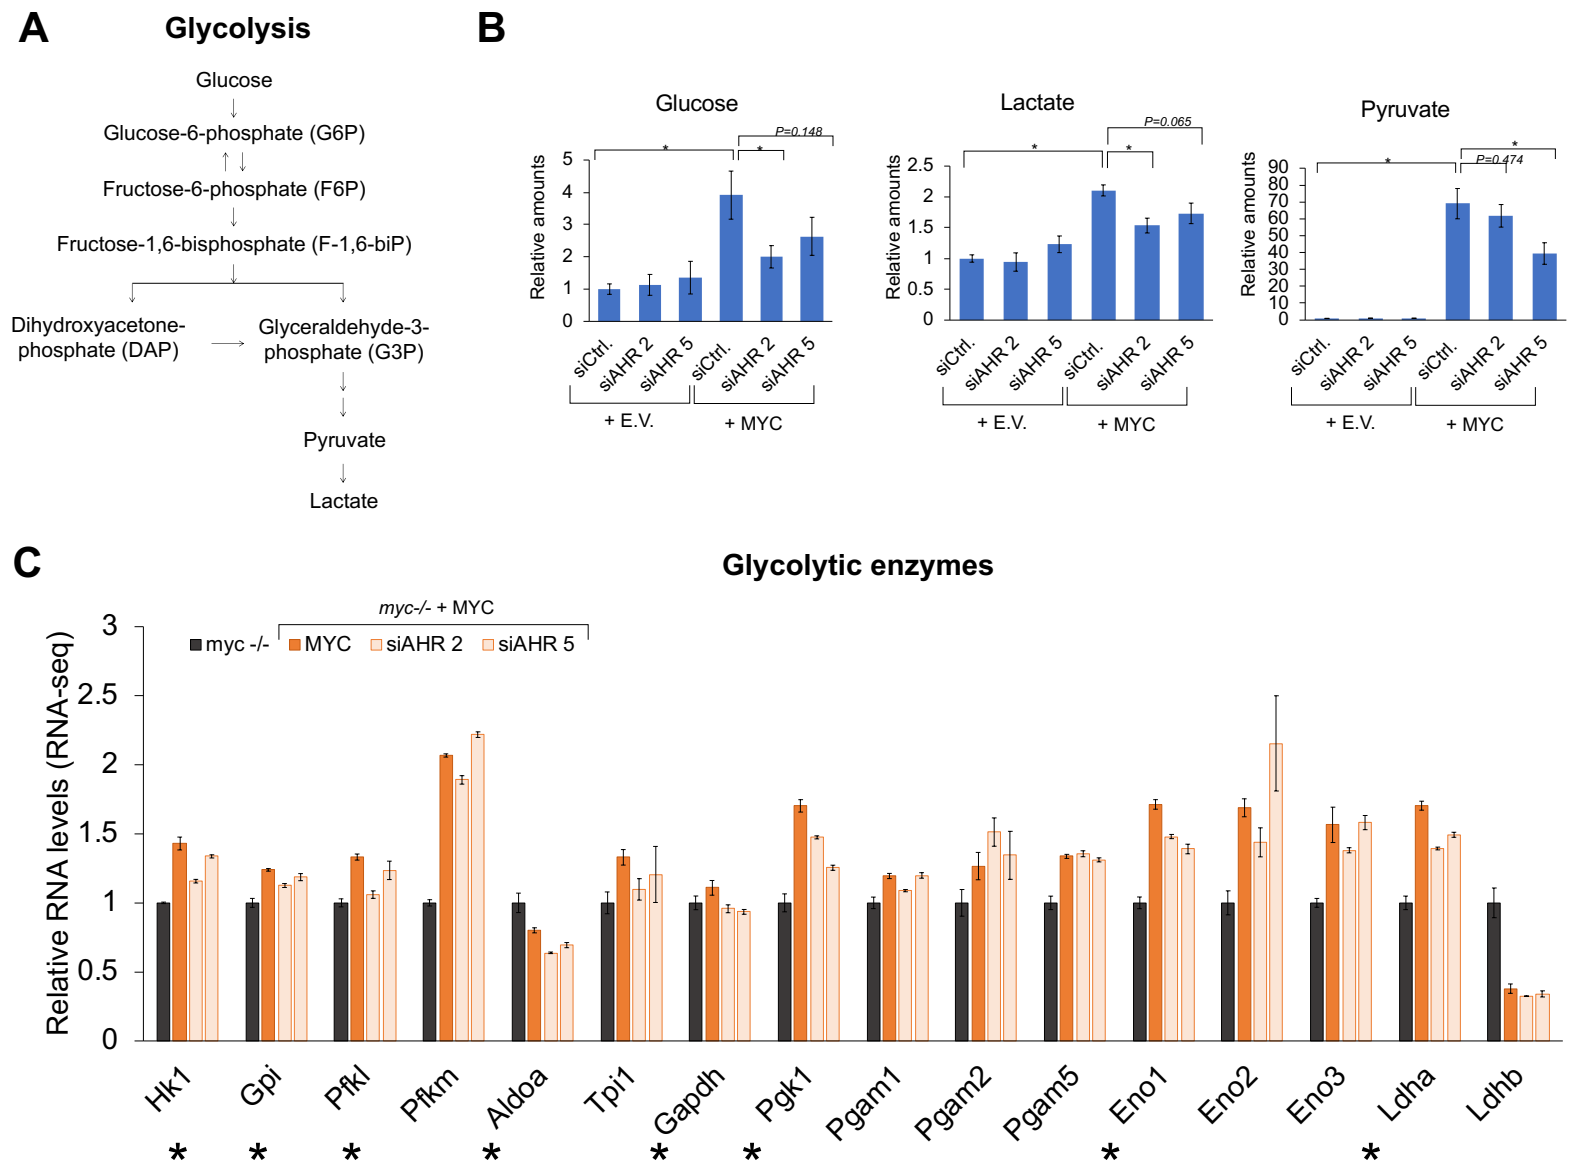 A
Glycolysis
Glucose
Glucose-6-phosphate (G6P)
Fructose-6-phosphate (F6P)
Fructose-1,6-bisphosphate (F-1,6-biP)
Dihydroxyacetone-
phosphate (DAP)
Glyceraldehyde-3-
phosphate (G3P)
Pyruvate
Lactate
B
Glucose
P=0.148
*
*
Relative amounts
5
4
3
2
1
0
siCtrl.
siAHR 2
siAHR 5
siCtrl.
siAHR 2
siAHR 5
+ E.V.
+ MYC
Lactate
P=0.065
*
*
Relative amounts
2.5
2
1.5
1
0.5
0
siCtrl.
siAHR 2
siAHR 5
siCtrl.
siAHR 2
siAHR 5
+ E.V.
+ MYC
Pyruvate
*
*
P=0.474
Relative amounts
90
80
70
60
50
40
30
20
10
0
siCtrl.
siAHR 2
siAHR 5
siCtrl.
siAHR 2
siAHR 5
+ E.V.
+ MYC
C
Glycolytic enzymes
myc-/- + MYC
myc -/-
MYC
siAHR 2
siAHR 5
Relative RNA levels (RNA-seq)
3
2.5
2
1.5
1
0.5
0
Hk1
Gpi
Pfkl
Pfkm
Aldoa
Tpi1
Gapdh
Pgk1
Pgam1
Pgam2
Pgam5
Eno1
Eno2
Eno3
Ldha
Ldhb
* * * * * * * *